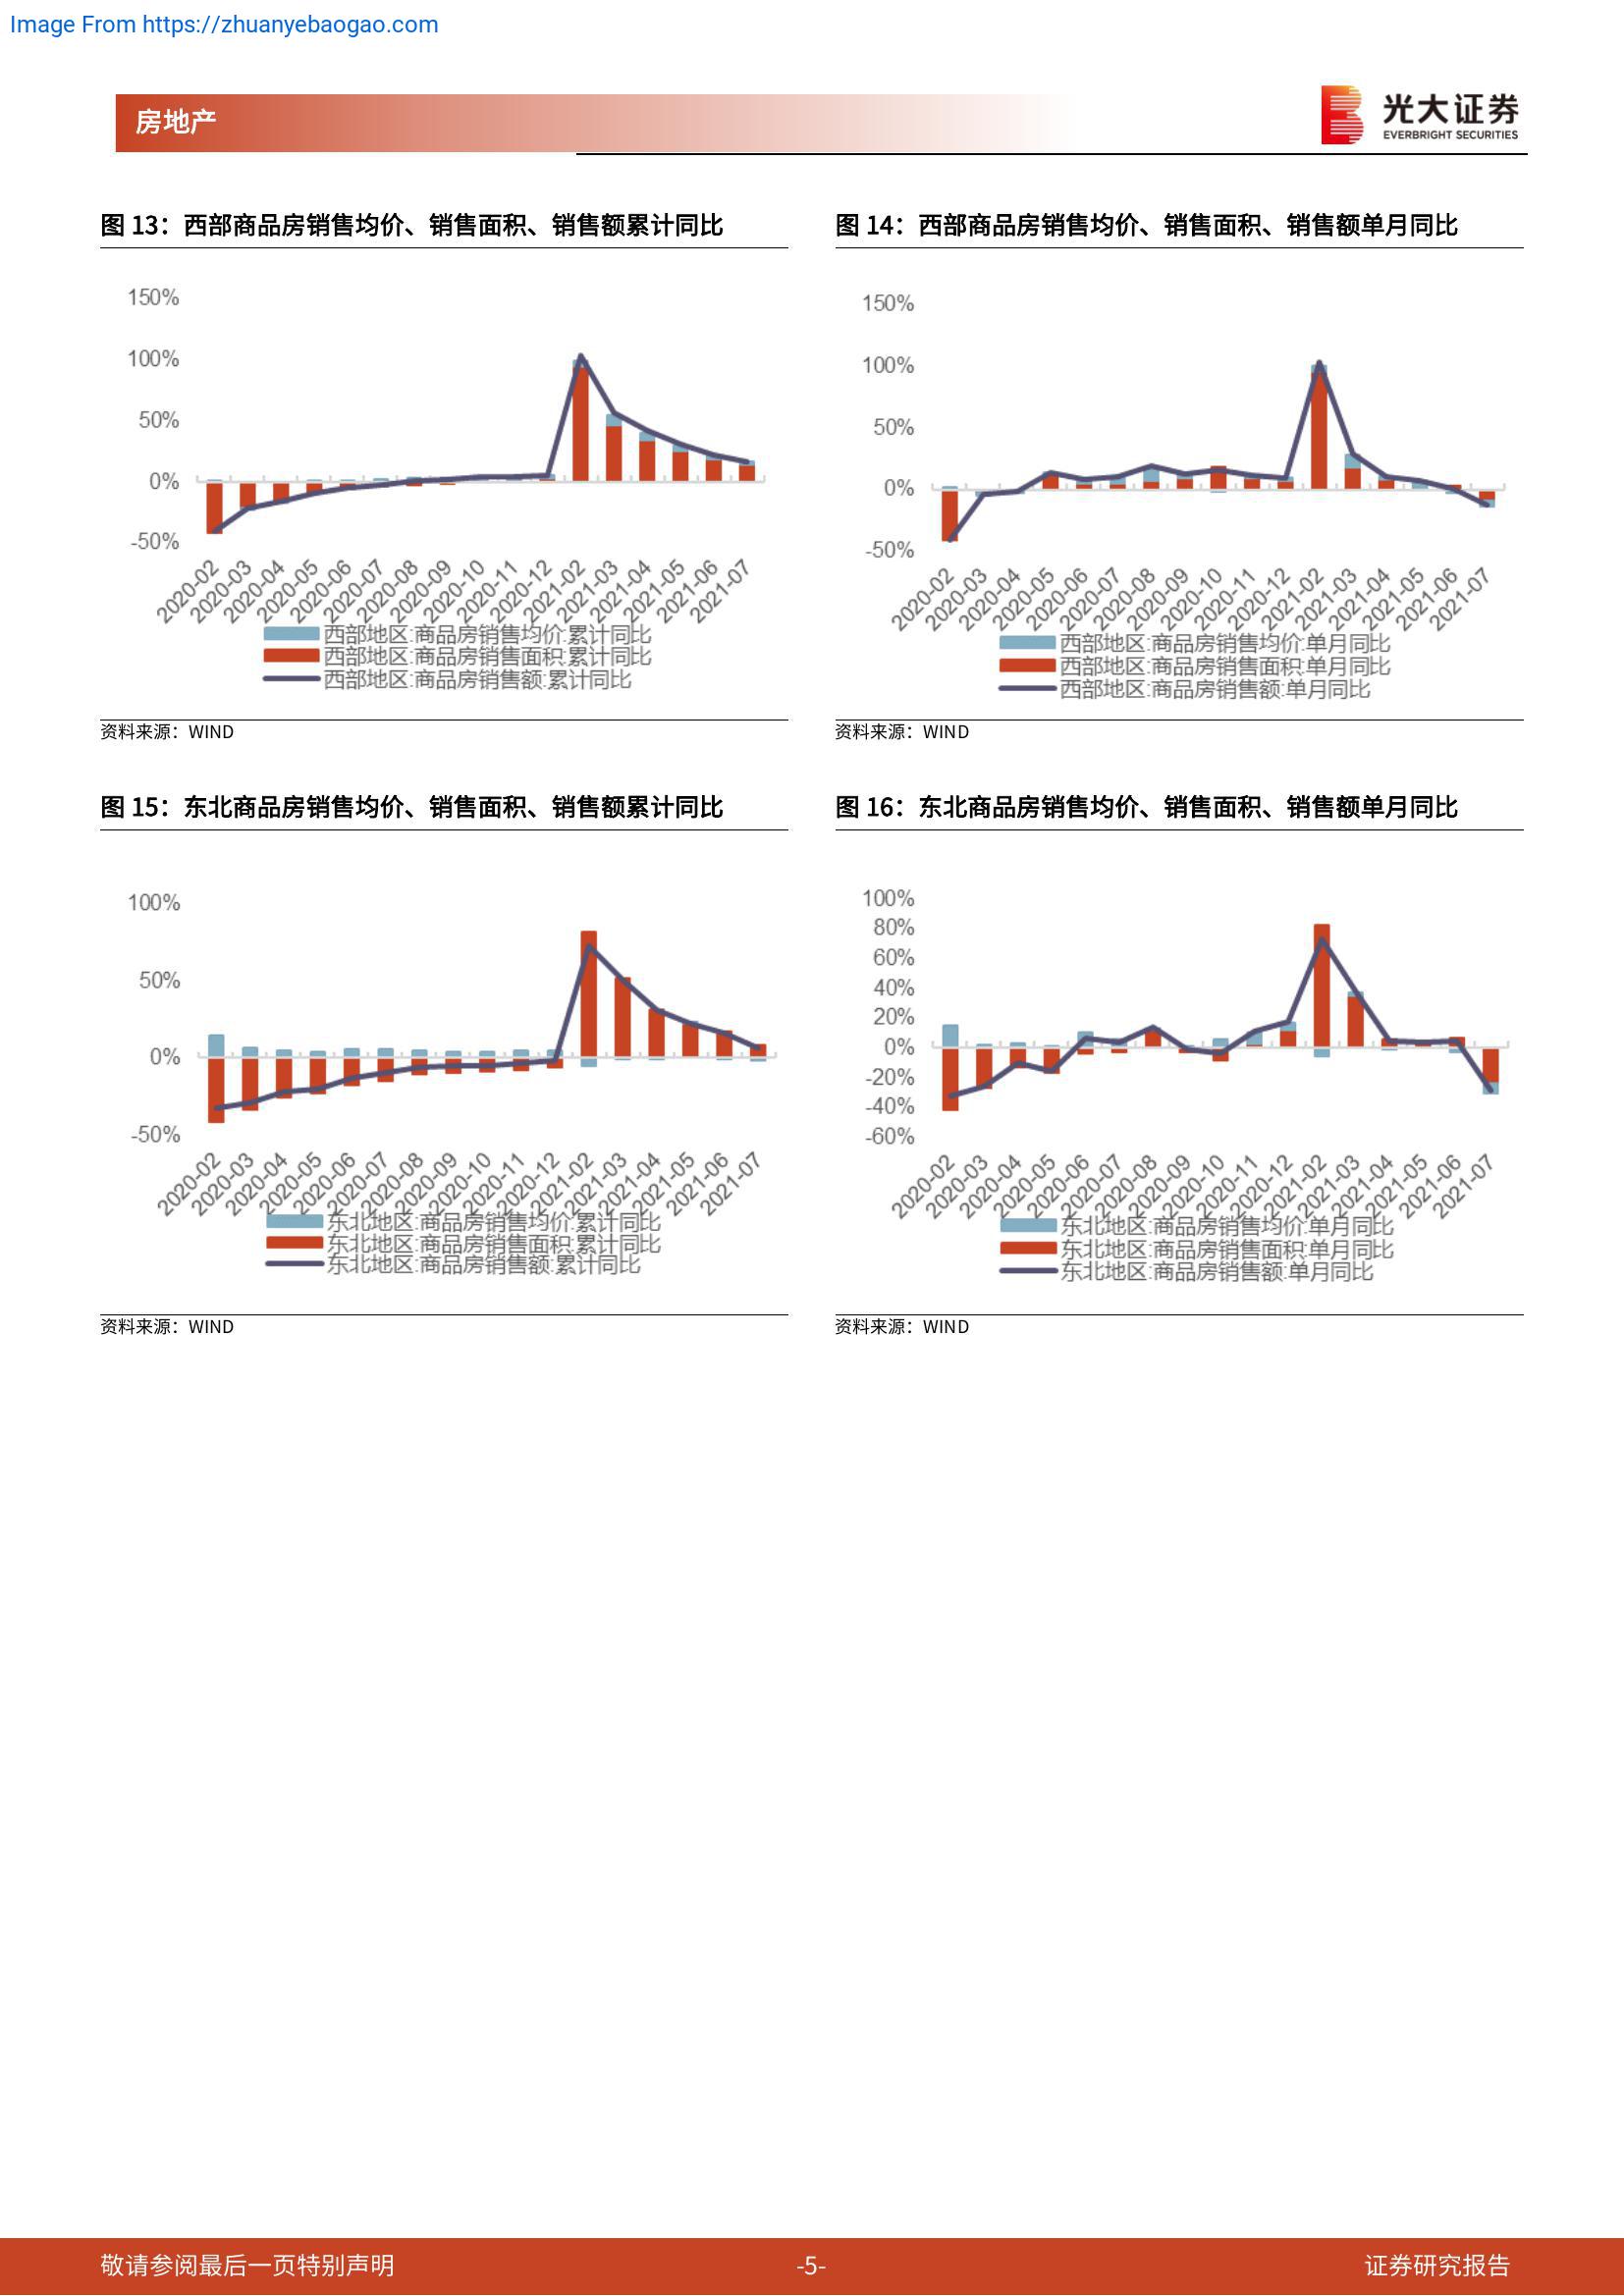 Image From https://zhuanyebaogao.com
房地产
光大证券
EVERBRIGHT SECURITIES
图 13：西部商品房销售均价、销售面积、销售额累计同比
150%
100%
50%
0%
-50%
2020-02 2020-03 2020-04 2020-05 2020-06 2020-07 2020-08 2020-09 2020-10 2020-11 2020-12 2021-02 2021-03 2021-04 2021-05 2021-06 2021-07
西部地区:商品房销售均价:累计同比
西部地区:商品房销售面积:累计同比
西部地区:商品房销售额:累计同比
资料来源：WIND
图 14：西部商品房销售均价、销售面积、销售额单月同比
150%
100%
50%
0%
-50%
2020-02 2020-03 2020-04 2020-05 2020-06 2020-07 2020-08 2020-09 2020-10 2020-11 2020-12 2021-02 2021-03 2021-04 2021-05 2021-06 2021-07
西部地区:商品房销售均价:单月同比
西部地区:商品房销售面积:单月同比
西部地区:商品房销售额:单月同比
资料来源：WIND
图 15：东北商品房销售均价、销售面积、销售额累计同比
100%
50%
0%
-50%
2020-02 2020-03 2020-04 2020-05 2020-06 2020-07 2020-08 2020-09 2020-10 2020-11 2020-12 2021-02 2021-03 2021-04 2021-05 2021-06 2021-07
东北地区:商品房销售均价:累计同比
东北地区:商品房销售面积:累计同比
东北地区:商品房销售额:累计同比
资料来源：WIND
图 16：东北商品房销售均价、销售面积、销售额单月同比
100%
80%
60%
40%
20%
0%
-20%
-40%
-60%
2020-02 2020-03 2020-04 2020-05 2020-06 2020-07 2020-08 2020-09 2020-10 2020-11 2020-12 2021-02 2021-03 2021-04 2021-05 2021-06 2021-07
东北地区:商品房销售均价:单月同比
东北地区:商品房销售面积:单月同比
东北地区:商品房销售额:单月同比
资料来源：WIND
敬请参阅最后一页特别声明
-5-
证券研究报告